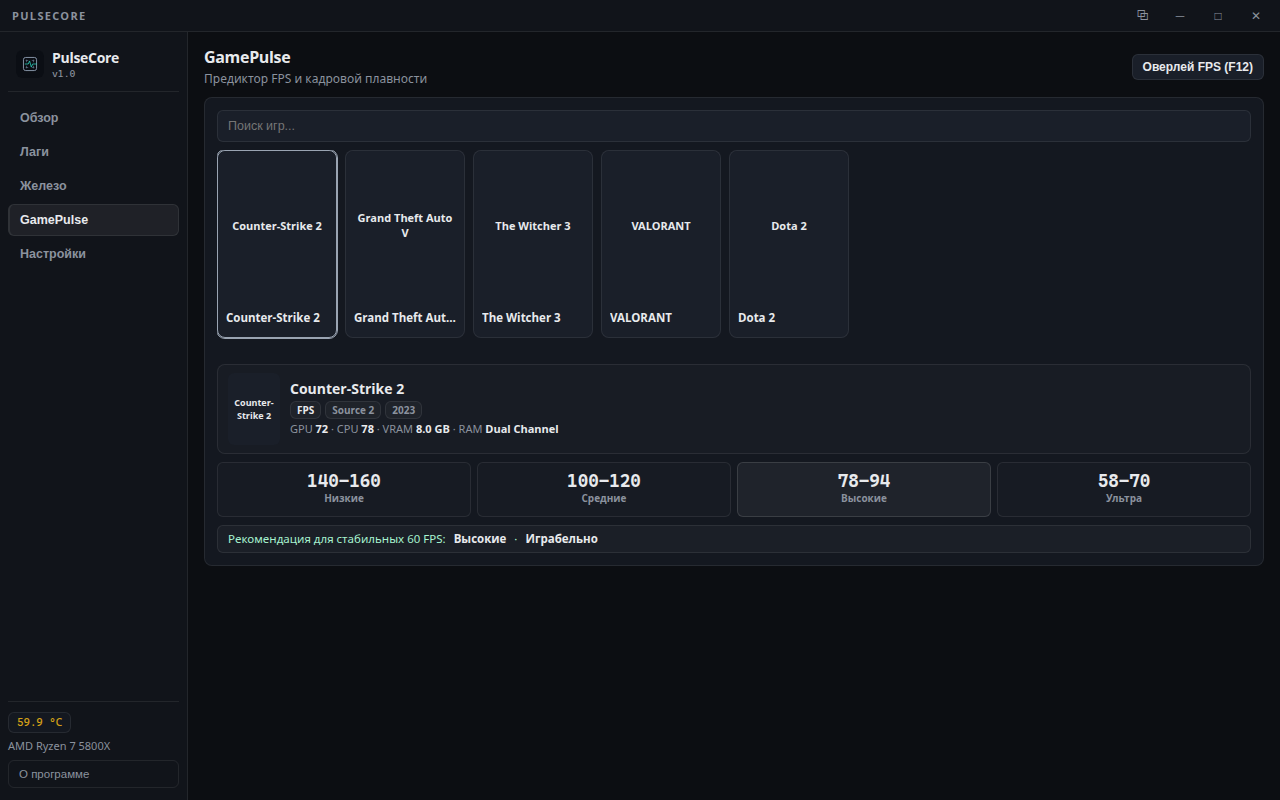 PULSECORE
PulseCore
v1.0
Обзор
Лаги
Железо
GamePulse
Настройки
59.9 °C
AMD Ryzen 7 5800X
О программе
GamePulse
Предиктор FPS и кадровой плавности
Оверлей FPS (F12)
Поиск игр...
Counter-Strike 2
Counter-Strike 2
Grand Theft Auto
V
Grand Theft Aut...
The Witcher 3
The Witcher 3
VALORANT
VALORANT
Dota 2
Dota 2
Counter-
Strike 2
Counter-Strike 2
FPS Source 2 2023
GPU 72 · CPU 78 · VRAM 8.0 GB · RAM Dual Channel
140–160
Низкие
100–120
Средние
78–94
Высокие
58–70
Ультра
Рекомендация для стабильных 60 FPS: Высокие · Играбельно